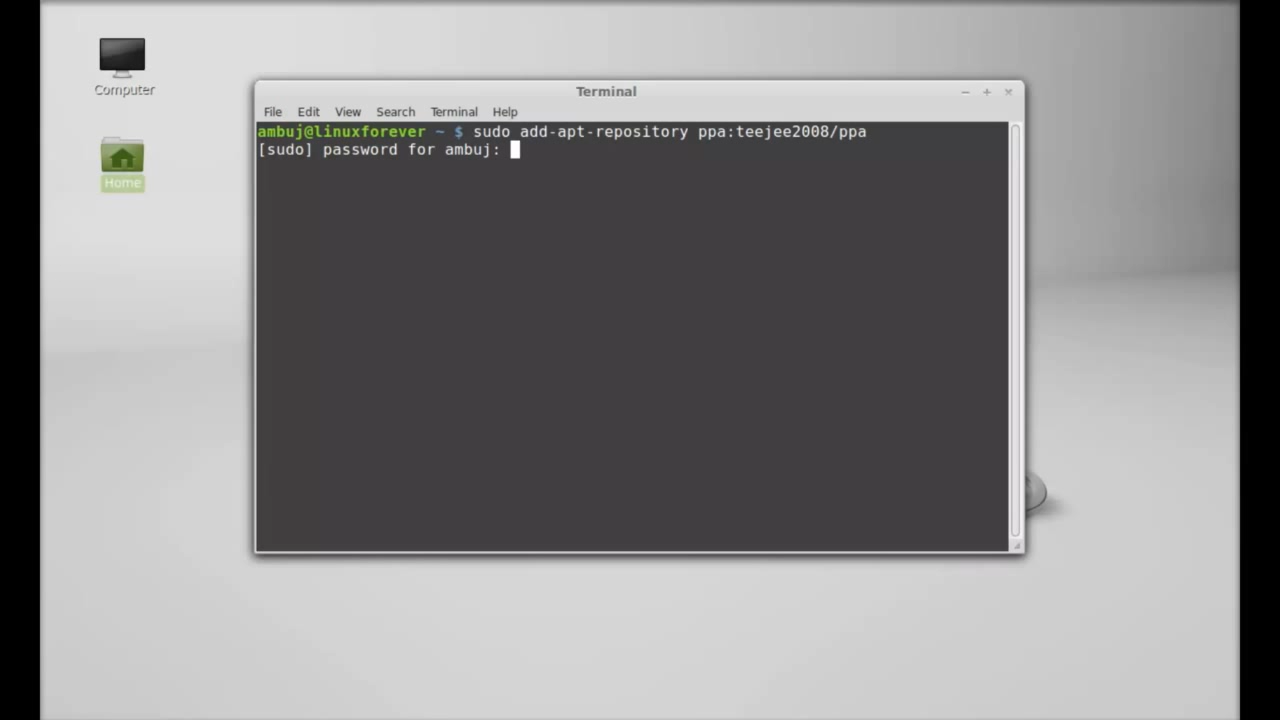 Computer
Home
Terminal
File Edit View Search Terminal Help
ambuj@linuxforever ~ $ sudo add-apt-repository ppa:teejee2008/ppa
[sudo] password for ambuj: